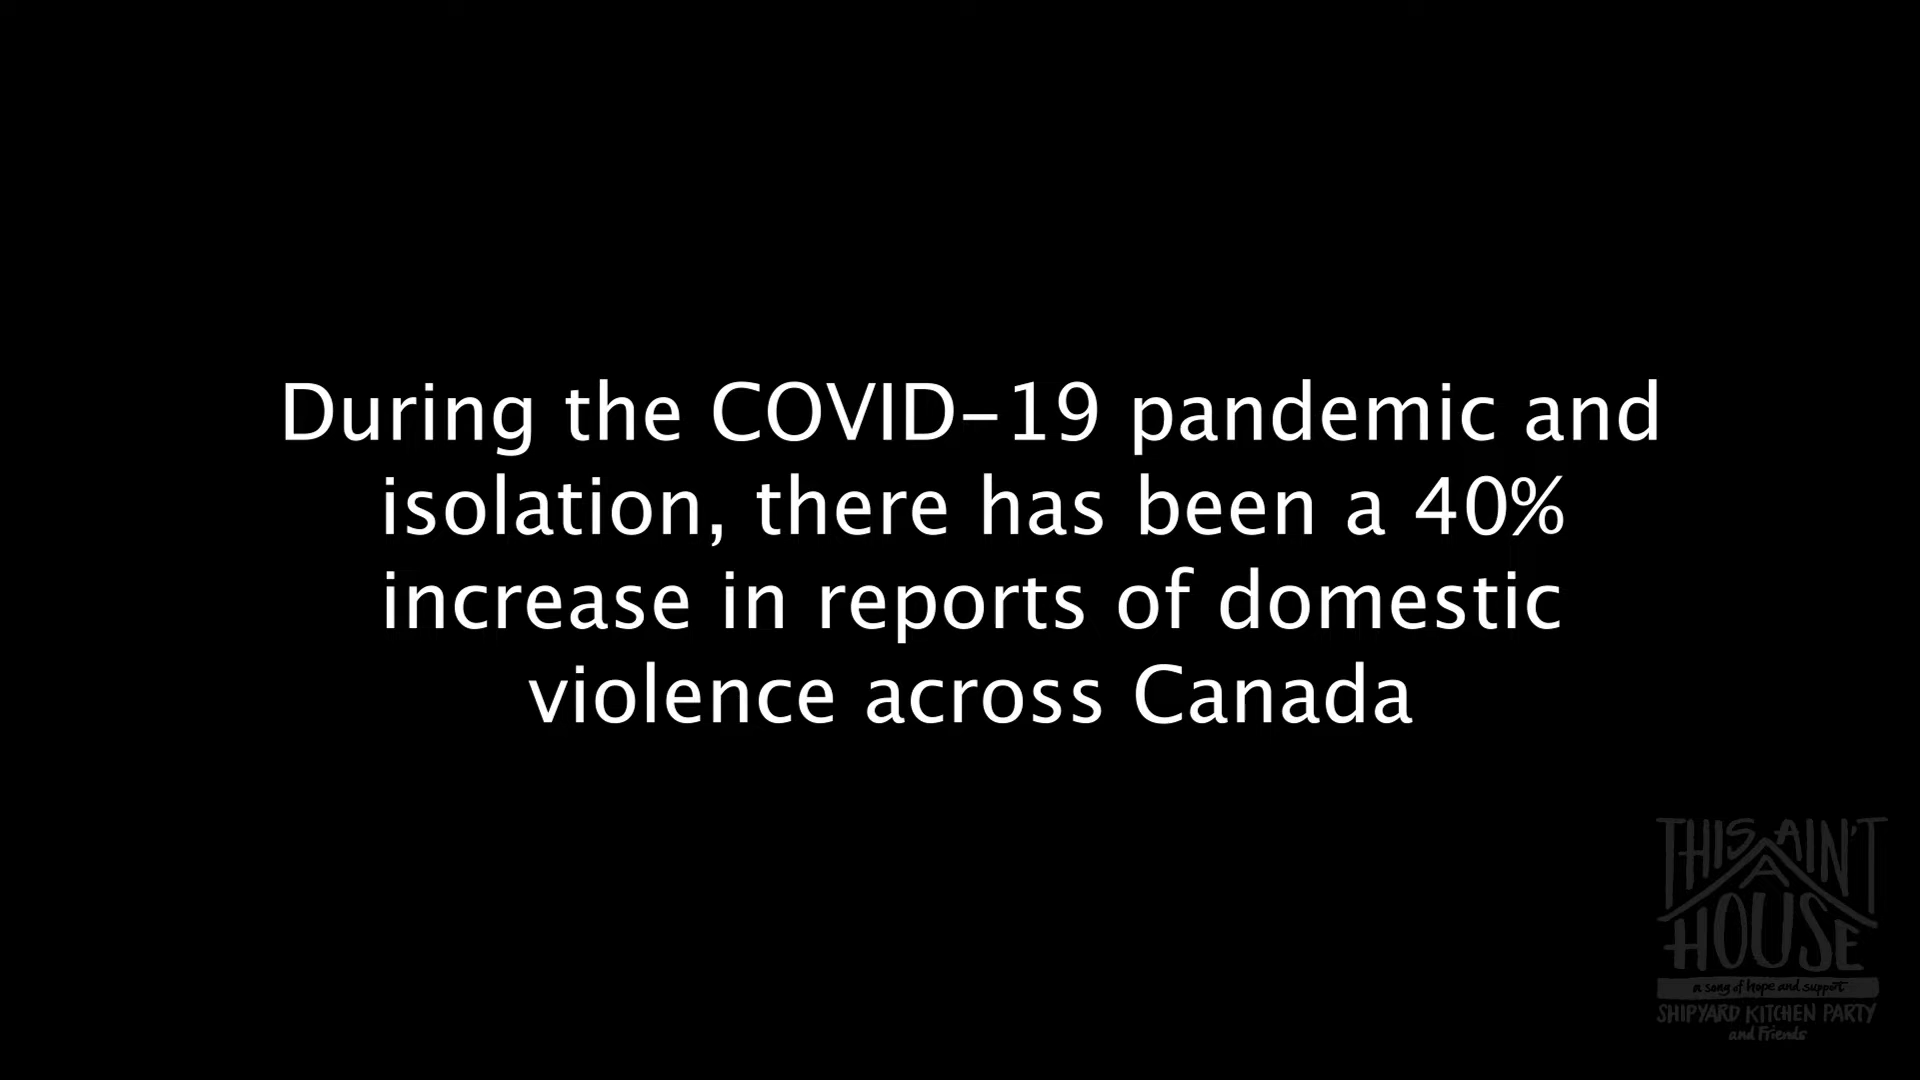 During the COVID-19 pandemic and
isolation, there has been a 40%
increase in reports of domestic
violence across Canada
THIS AIN'T
A
HOUSE
a song of hope and support
SHIPYARD KITCHEN PARTY
and Friends